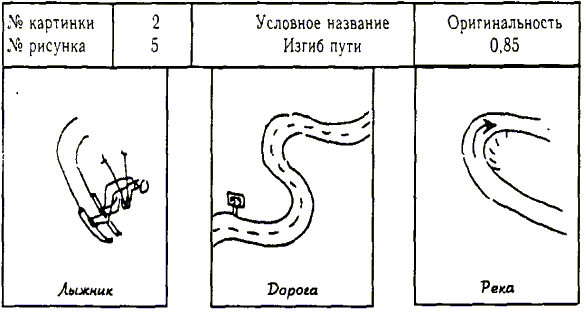 № картинки 2 Условное название Оригинальность
№ рисунка 5 Изгиб пути 0,85
Лыжник Дорога Река